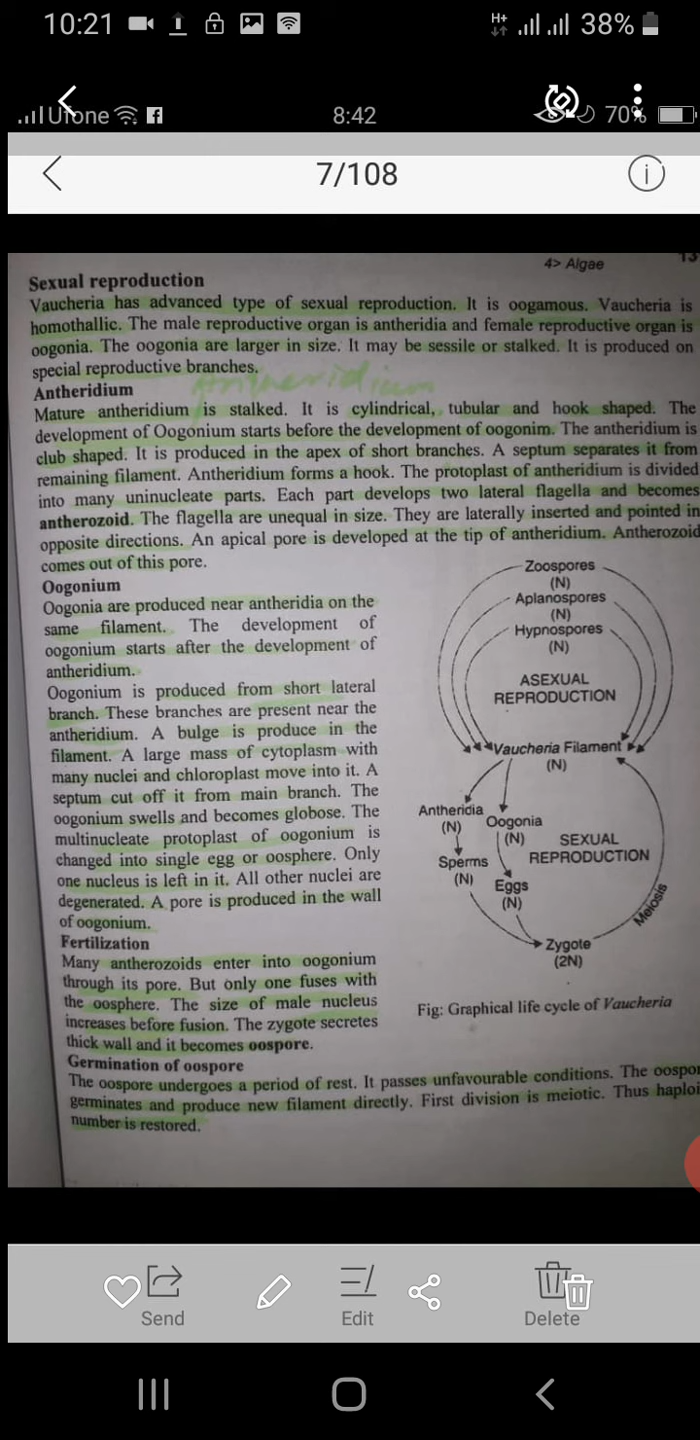 10:21 H+ 38%
Ufone 8:42 70%
7/108
4> Algae 13
Sexual reproduction
Vaucheria has advanced type of sexual reproduction. It is oogamous. Vaucheria is
homothallic. The male reproductive organ is antheridia and female reproductive organ is
oogonia. The oogonia are larger in size. It may be sessile or stalked. It is produced on
special reproductive branches.
Antheridium
Antheridium
Mature antheridium is stalked. It is cylindrical, tubular and hook shaped. The
development of Oogonium starts before the development of oogonim. The antheridium is
club shaped. It is produced in the apex of short branches. A septum separates it from
remaining filament. Antheridium forms a hook. The protoplast of antheridium is divided
into many uninucleate parts. Each part develops two lateral flagella and becomes
antherozoid. The flagella are unequal in size. They are laterally inserted and pointed in
opposite directions. An apical pore is developed at the tip of antheridium. Antherozoid
comes out of this pore.
Oogonium
Oogonia are produced near antheridia on the
same filament. The development of
oogonium starts after the development of
antheridium.
Oogonium is produced from short lateral
branch. These branches are present near the
antheridium. A bulge is produce in the
filament. A large mass of cytoplasm with
many nuclei and chloroplast move into it. A
septum cut off it from main branch. The
oogonium swells and becomes globose. The
multinucleate protoplast of oogonium is
changed into single egg or oosphere. Only
one nucleus is left in it. All other nuclei are
degenerated. A pore is produced in the wall
of oogonium.
Fertilization
Many antherozoids enter into oogonium
through its pore. But only one fuses with
the oosphere. The size of male nucleus
increases before fusion. The zygote secretes
thick wall and it becomes oospore.
Zoospores
(N)
Aplanospores
(N)
Hypnospores
(N)
ASEXUAL
REPRODUCTION
Vaucheria Filament
(N)
Antheridia
(N)
Oogonia
(N)
SEXUAL
REPRODUCTION
Sperms
(N)
Eggs
(N)
Meiosis
Zygote
(2N)
Fig: Graphical life cycle of Vaucheria
Germination of oospore
The oospore undergoes a period of rest. It passes unfavourable conditions. The oospor
germinates and produce new filament directly. First division is meiotic. Thus haploi
number is restored.
Send Edit Delete